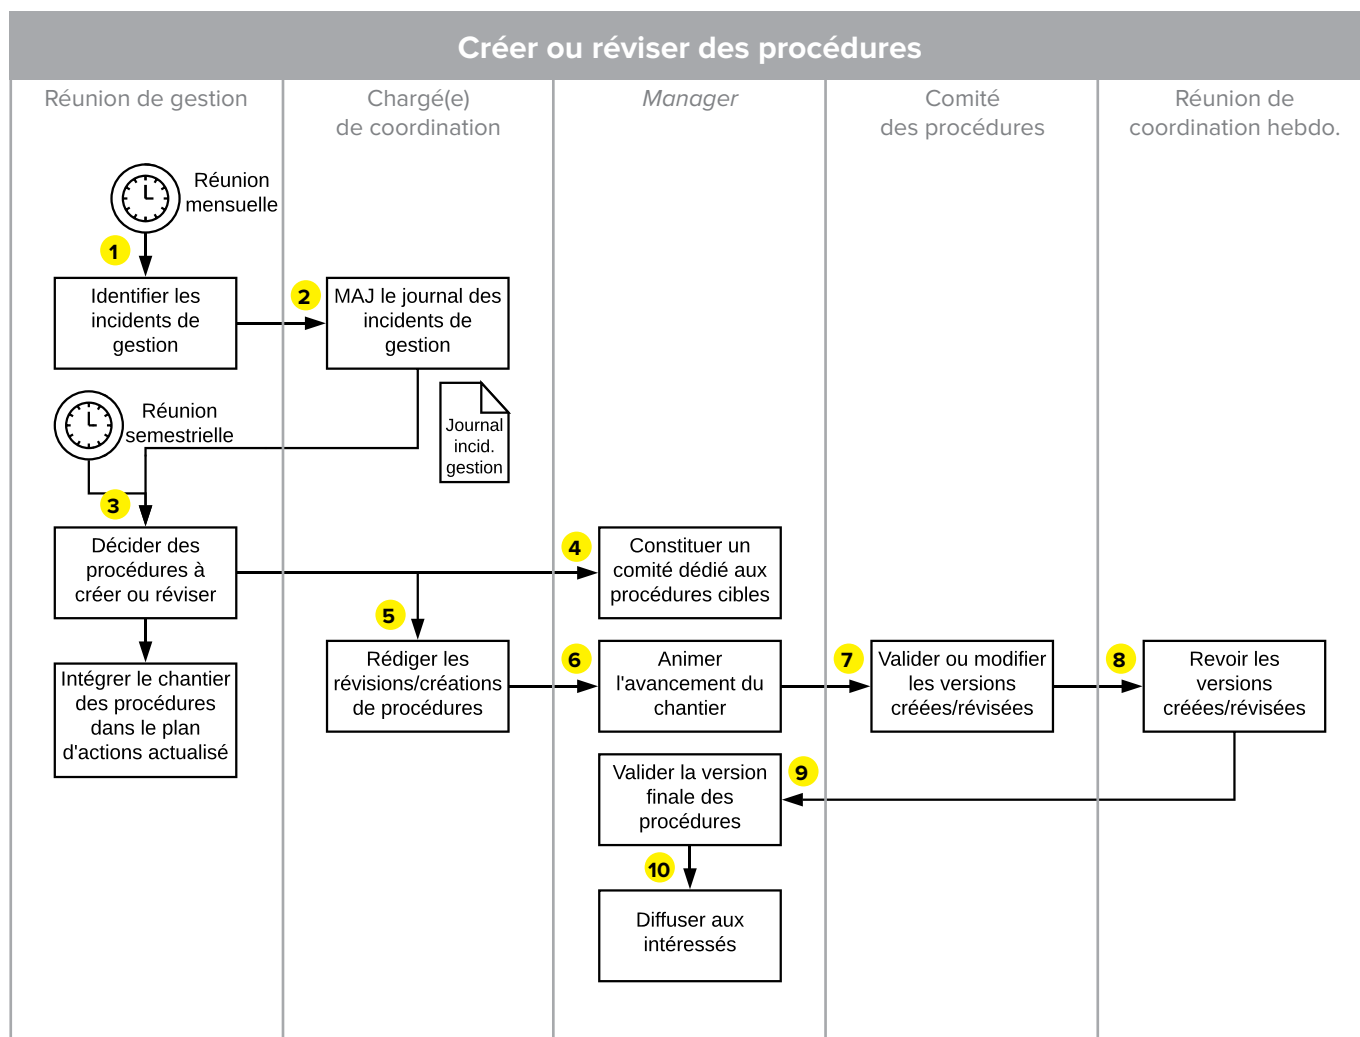 Créer ou réviser des procédures
Réunion de gestion
Chargé(e)
de coordination
Manager
Comité
des procédures
Réunion de
coordination hebdo.
Réunion
mensuelle
1
Identifier les
incidents de
gestion
2
MAJ le journal des
incidents de
gestion
Journal
incid.
gestion
Réunion
semestrielle
3
Décider des
procédures à
créer ou réviser
4
Constituer un
comité dédié aux
procédures cibles
Intégrer le chantier
des procédures
dans le plan
d'actions actualisé
5
Rédiger les
révisions/créations
de procédures
6
Animer
l'avancement du
chantier
7
Valider ou modifier
les versions
créées/révisées
8
Revoir les
versions
créées/révisées
9
Valider la version
finale des
procédures
10
Diffuser aux
intéressés